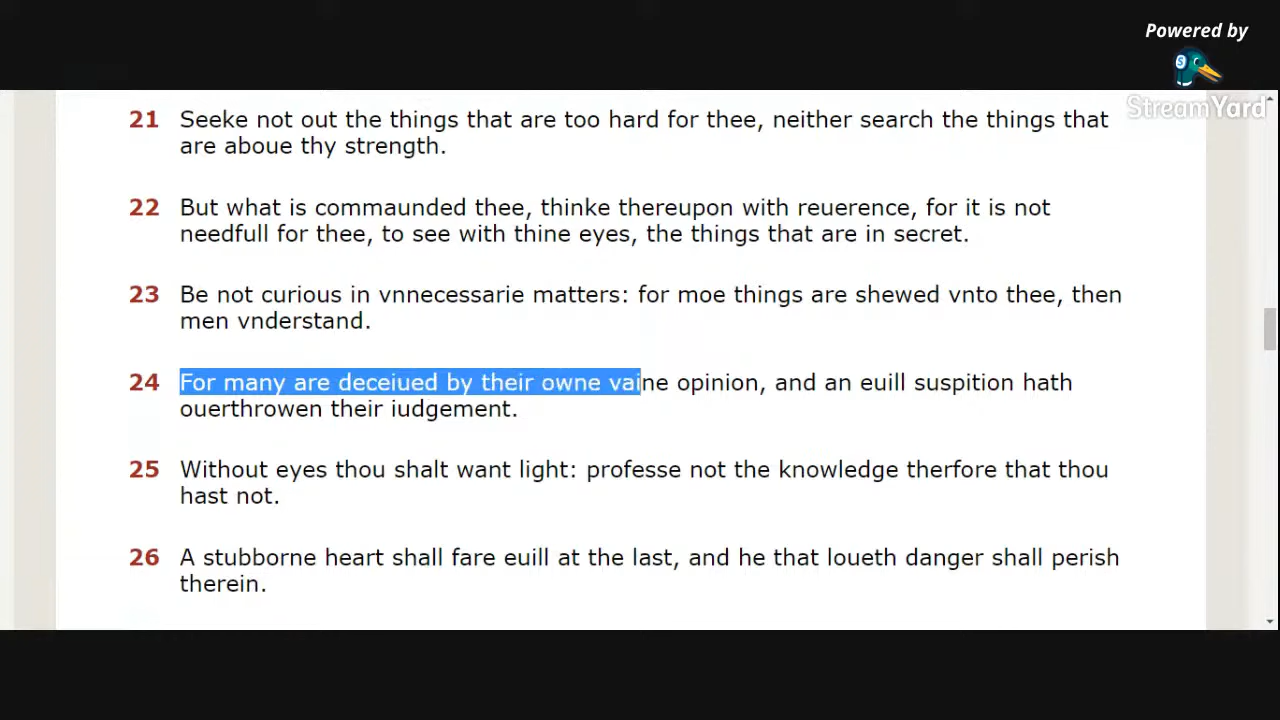 Powered by
StreamYard
21 Seeke not out the things that are too hard for thee, neither search the things that
are aboue thy strength.
22 But what is commaunded thee, thinke thereupon with reuerence, for it is not
needfull for thee, to see with thine eyes, the things that are in secret.
23 Be not curious in vnnecessarie matters: for moe things are shewed vnto thee, then
men vnderstand.
24 For many are deceiued by their owne vaine opinion, and an euill suspition hath
ouerthrowen their iudgement.
25 Without eyes thou shalt want light: professe not the knowledge therfore that thou
hast not.
26 A stubborne heart shall fare euill at the last, and he that loueth danger shall perish
therein.